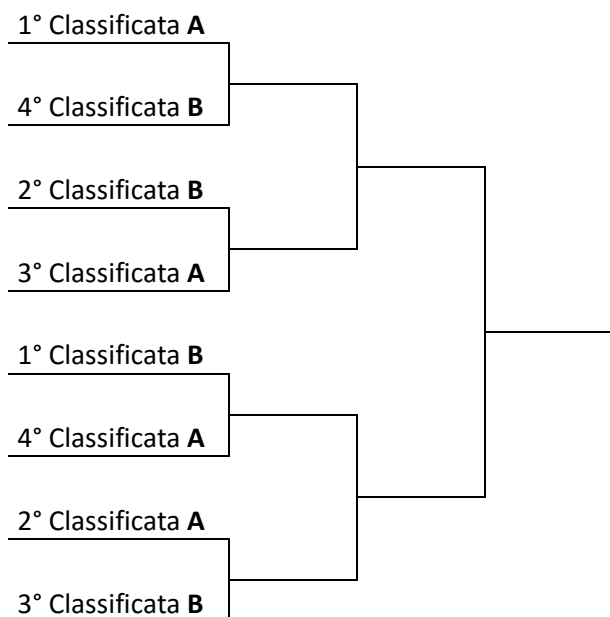 1° Classificata A
4° Classificata B
2° Classificata B
3° Classificata A
1° Classificata B
4° Classificata A
2° Classificata A
3° Classificata B